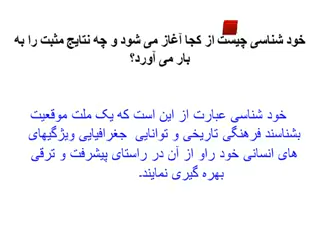 خود شناسی چیست از کجا آغاز می شود و چه نتایج مثبت را به
بار می آورد؟
خود شناسی عبارت از این است که یک ملت موقعیت
جغرافیایی ویژگیهای فرهنگی تاریخی و توانایی بشناسند
های انسانی خود راو از آن در راستای پیشرفت و ترقی
بهره گیری نمایند.